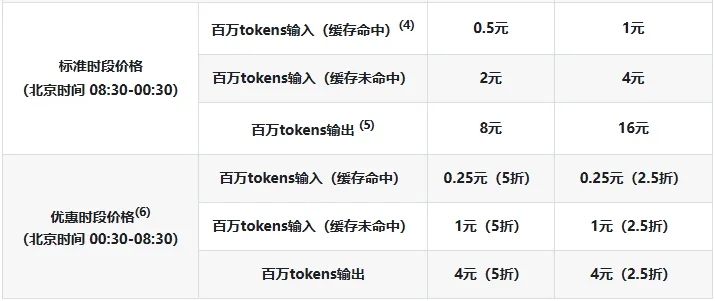 标准时段价格
（北京时间 08:30-00:30）
百万tokens输入（缓存命中）(4) 0.5元 1元
百万tokens输入（缓存未命中） 2元 4元
百万tokens输出 (5) 8元 16元
优惠时段价格(6)
（北京时间 00:30-08:30）
百万tokens输入（缓存命中） 0.25元（5折） 0.25元（2.5折）
百万tokens输入（缓存未命中） 1元（5折） 1元（2.5折）
百万tokens输出 4元（5折） 4元（2.5折）